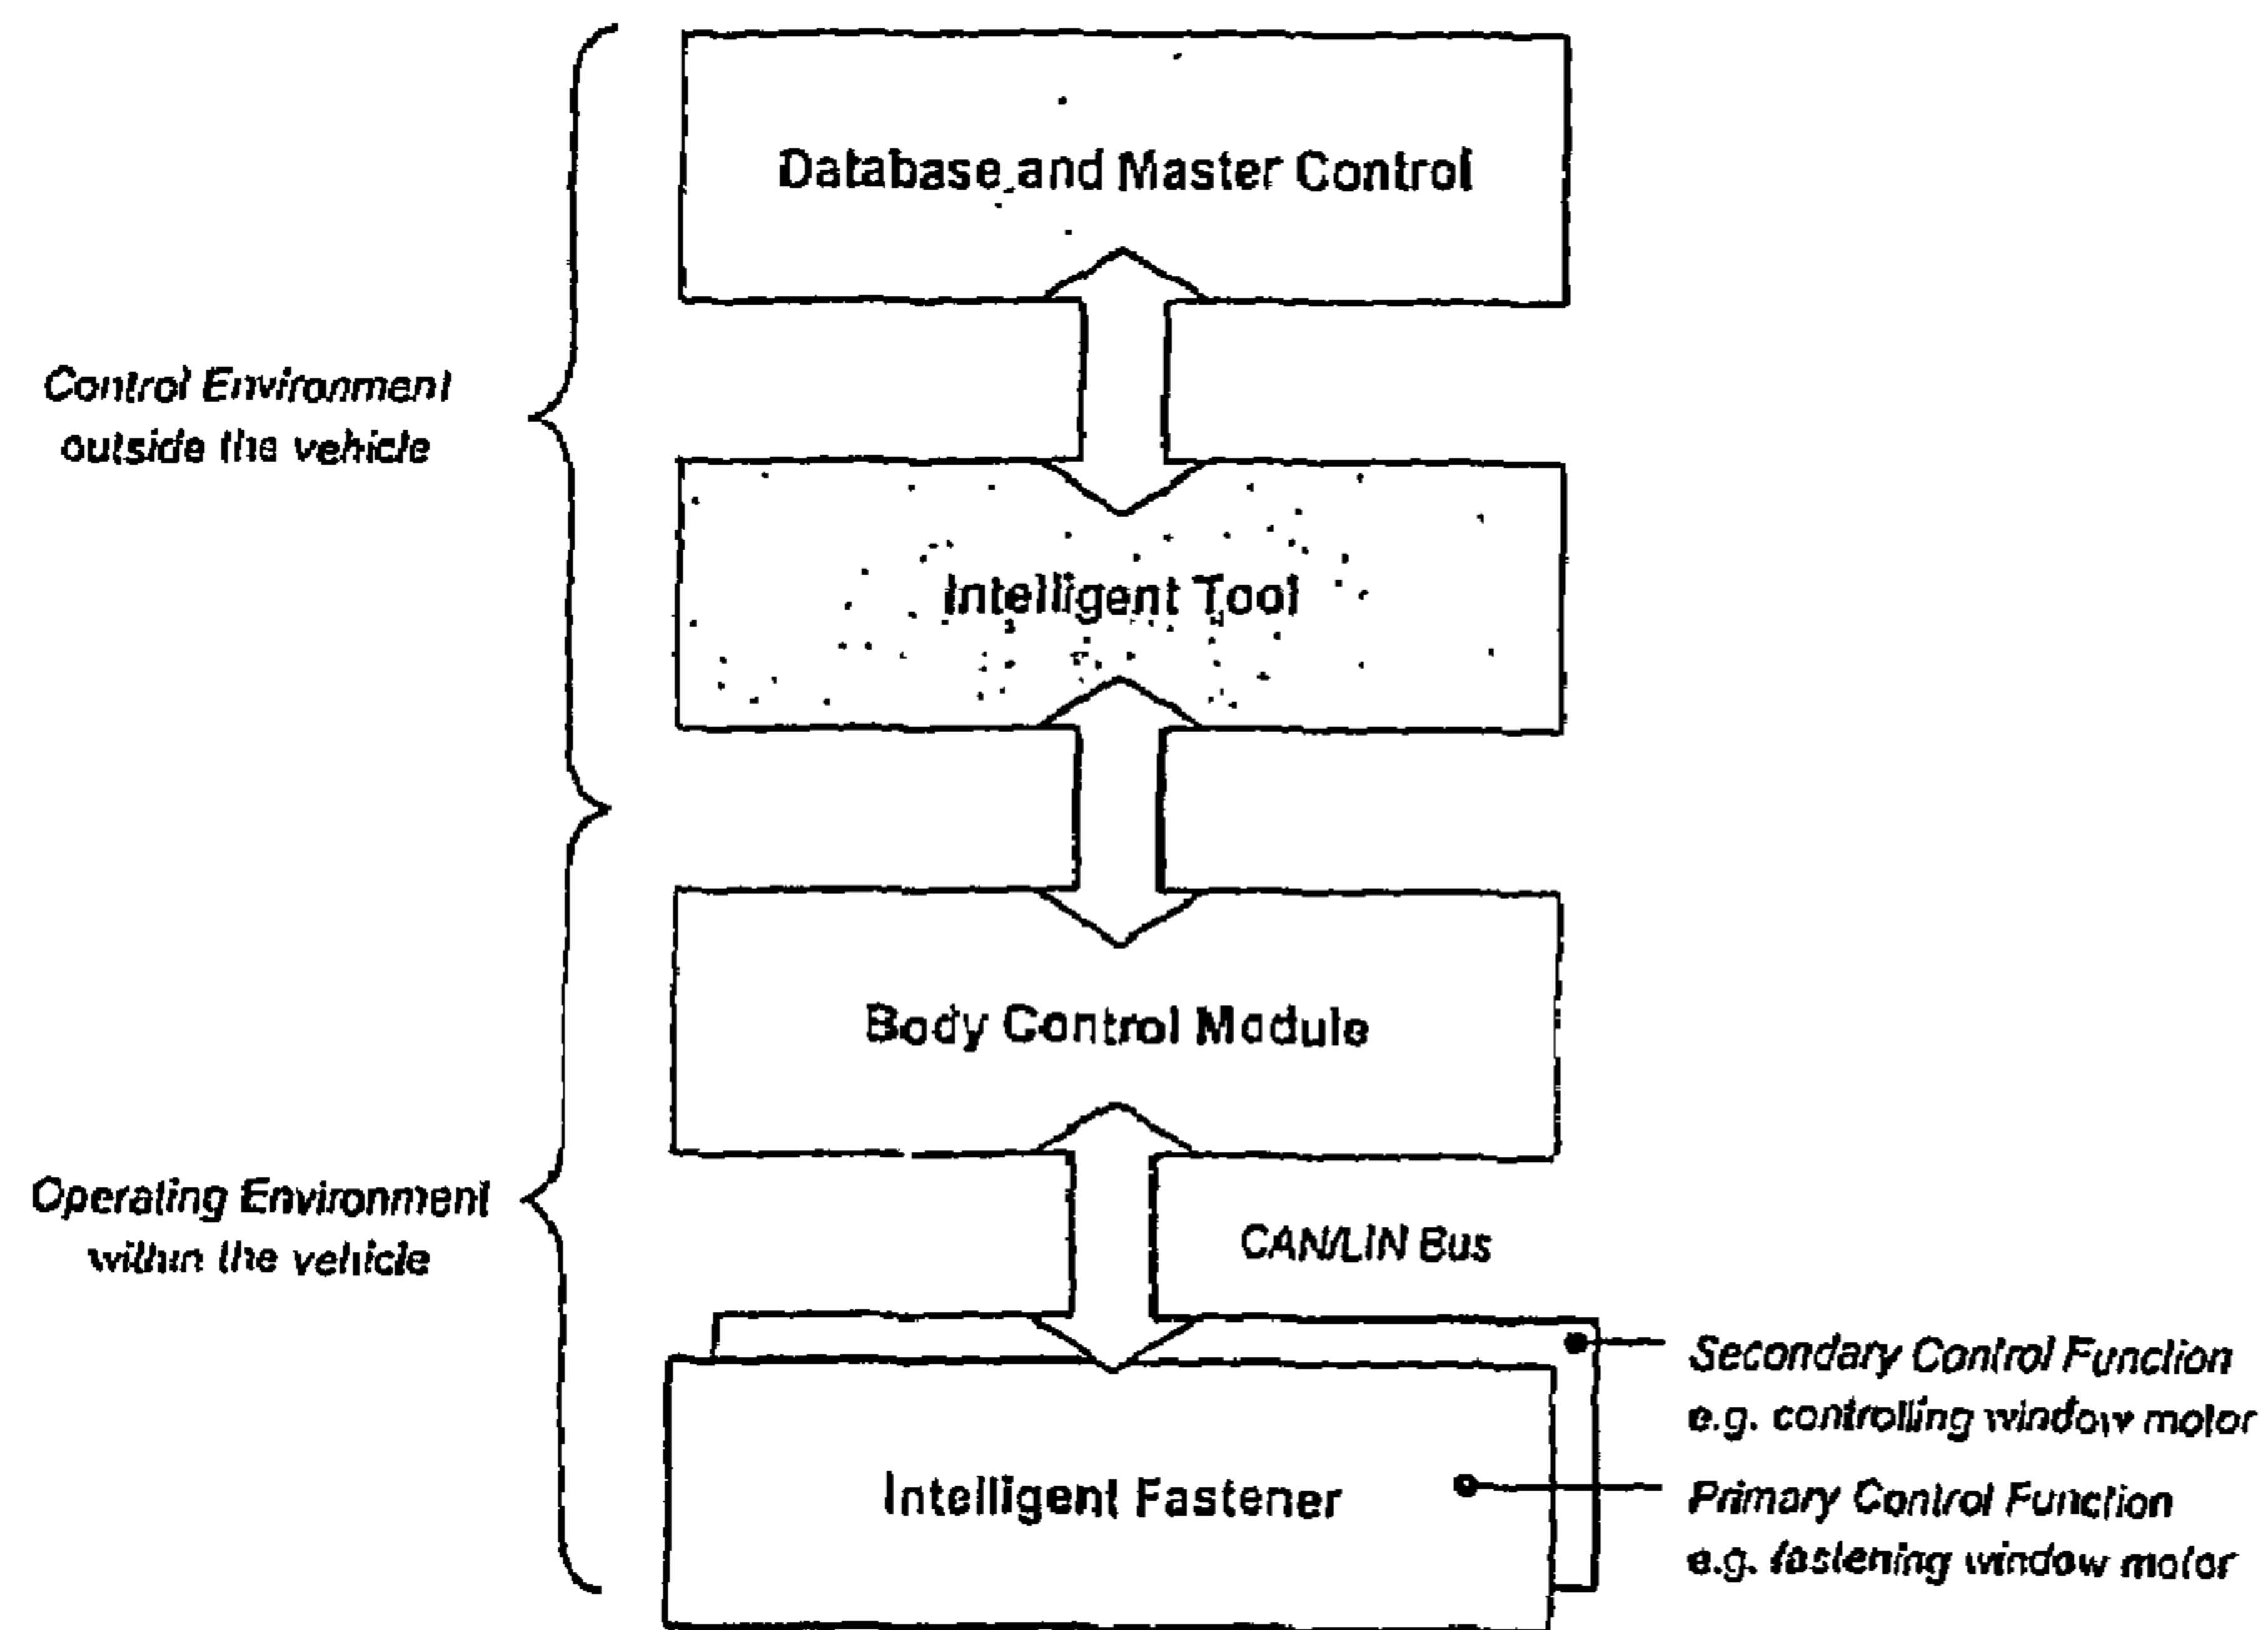 Database and Master Control
Control Environment
outside the vehicle
Intelligent Tool
Body Control Module
Operating Environment
within the vehicle
CAN/LIN Bus
Secondary Control Function
e.g. controlling window motor
Intelligent Fastener
Primary Control Function
e.g. fastening window motor